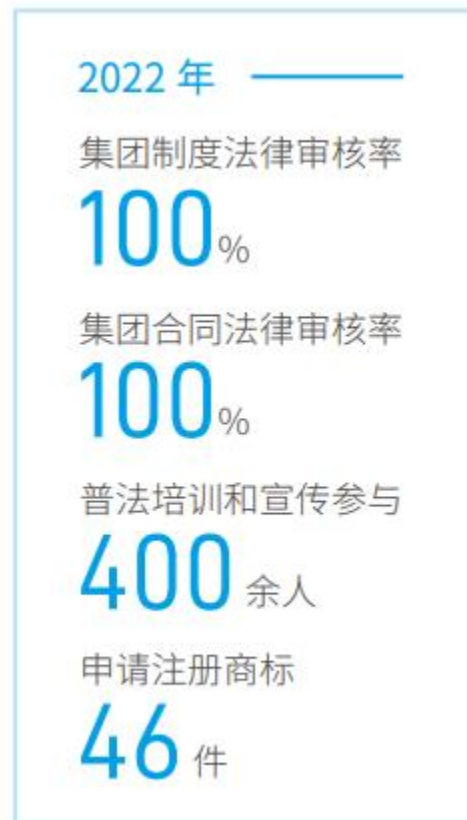 2022 年
集团制度法律审核率
100%
集团合同法律审核率
100%
普法培训和宣传参与
400 余人
申请注册商标
46 件